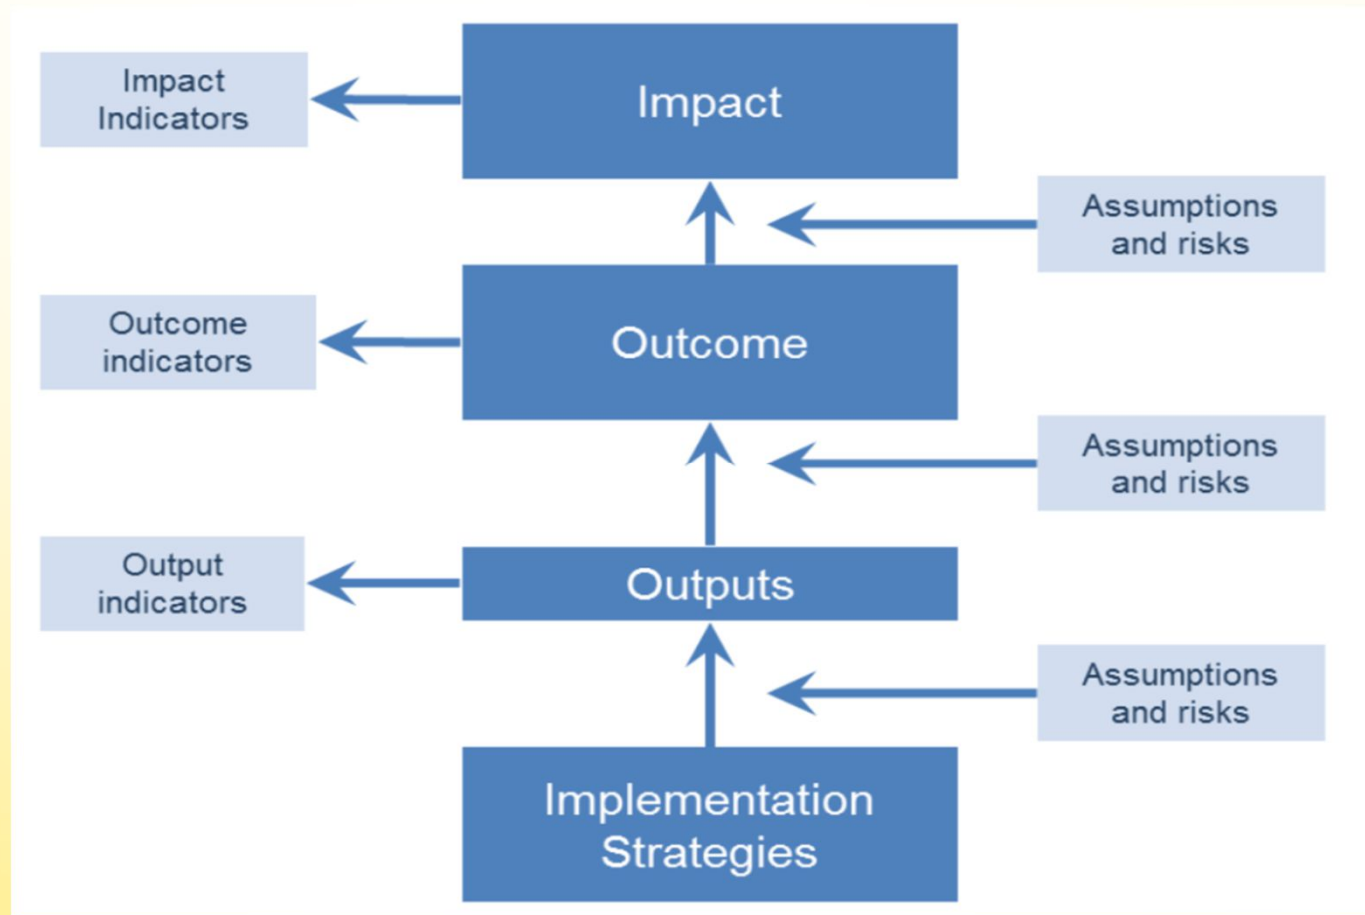 Impact
Indicators
Impact
Assumptions
and risks
Outcome
indicators
Outcome
Assumptions
and risks
Output
indicators
Outputs
Assumptions
and risks
Implementation
Strategies